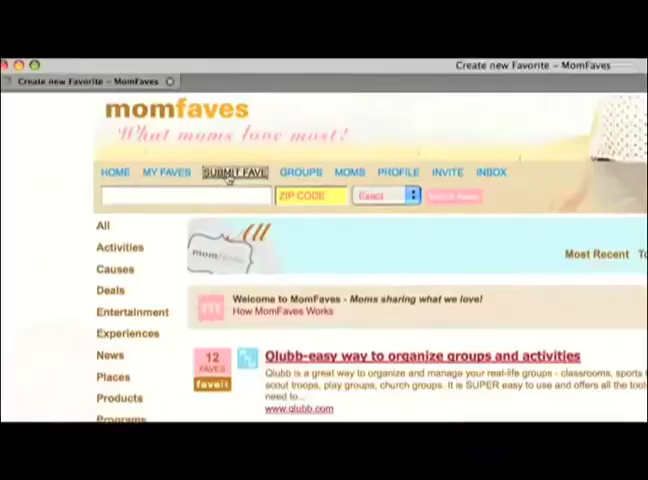 Create new Favorite – MomFaves
Create new Favorite – MomFaves
momfaves
What moms love most!
HOME MY FAVES SUBMIT FAVE GROUPS MOMS PROFILE INVITE INBOX
ZIP CODE Exact
All
Activities
Causes
Deals
Entertainment
Experiences
News
Places
Products
Programs
All
momfaves
Most Recent
Welcome to MomFaves - Moms sharing what we love!
How MomFaves Works
12
FAVES
faveit
Qlubb-easy way to organize groups and activities
Qlubb is a great way to organize and manage your real-life groups - classrooms, sports
scout troops, play groups, church groups. It is SUPER easy to use and offers all the
need to...
www.qlubb.com